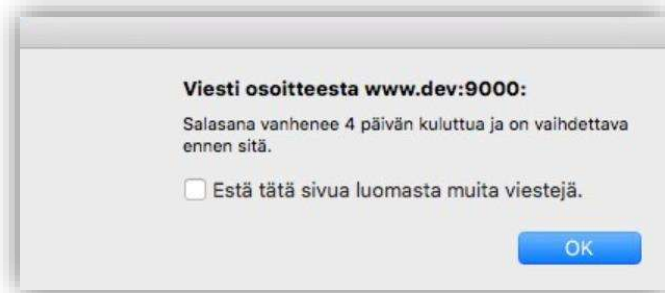 Viesti osoitteesta www.dev:9000:
Salasana vanhenee 4 päivän kuluttua ja on vaihdettava
ennen sitä.
Estä tätä sivua luomasta muita viestejä.
OK